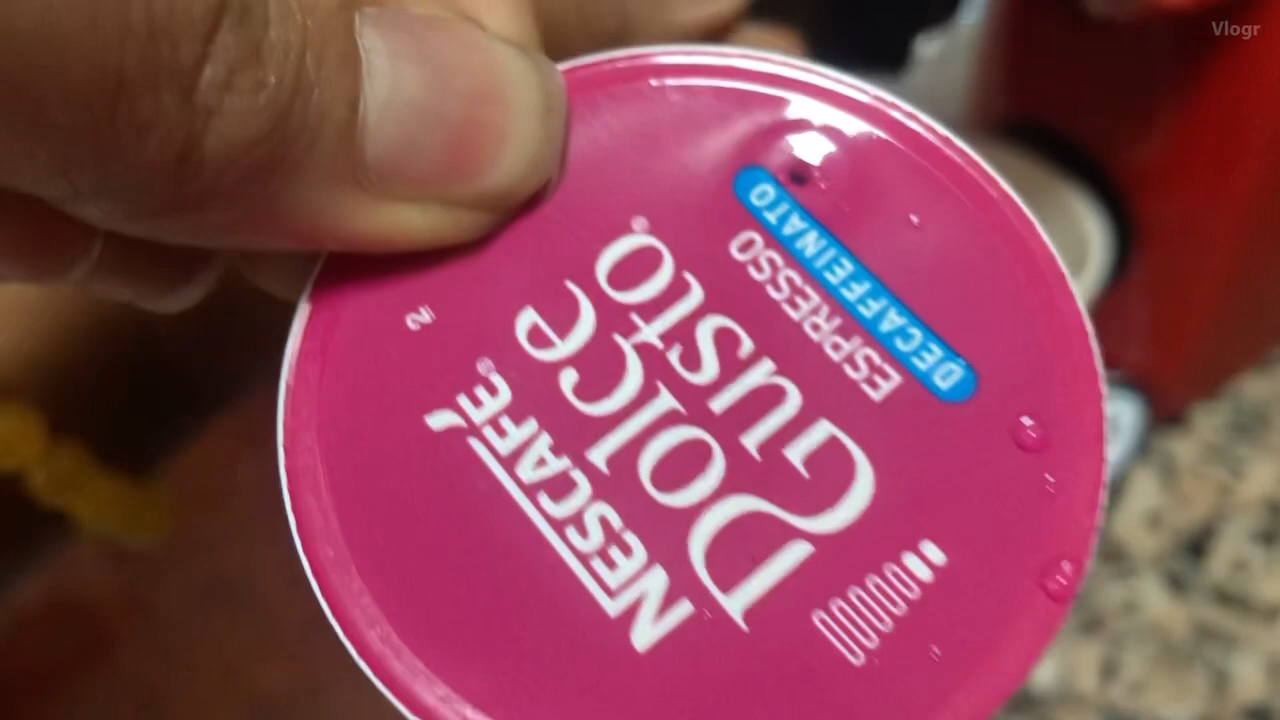 NESCAFÉ®
Dolce
Gusto®
ESPRESSO
DECAFFEINATO
Vlogr